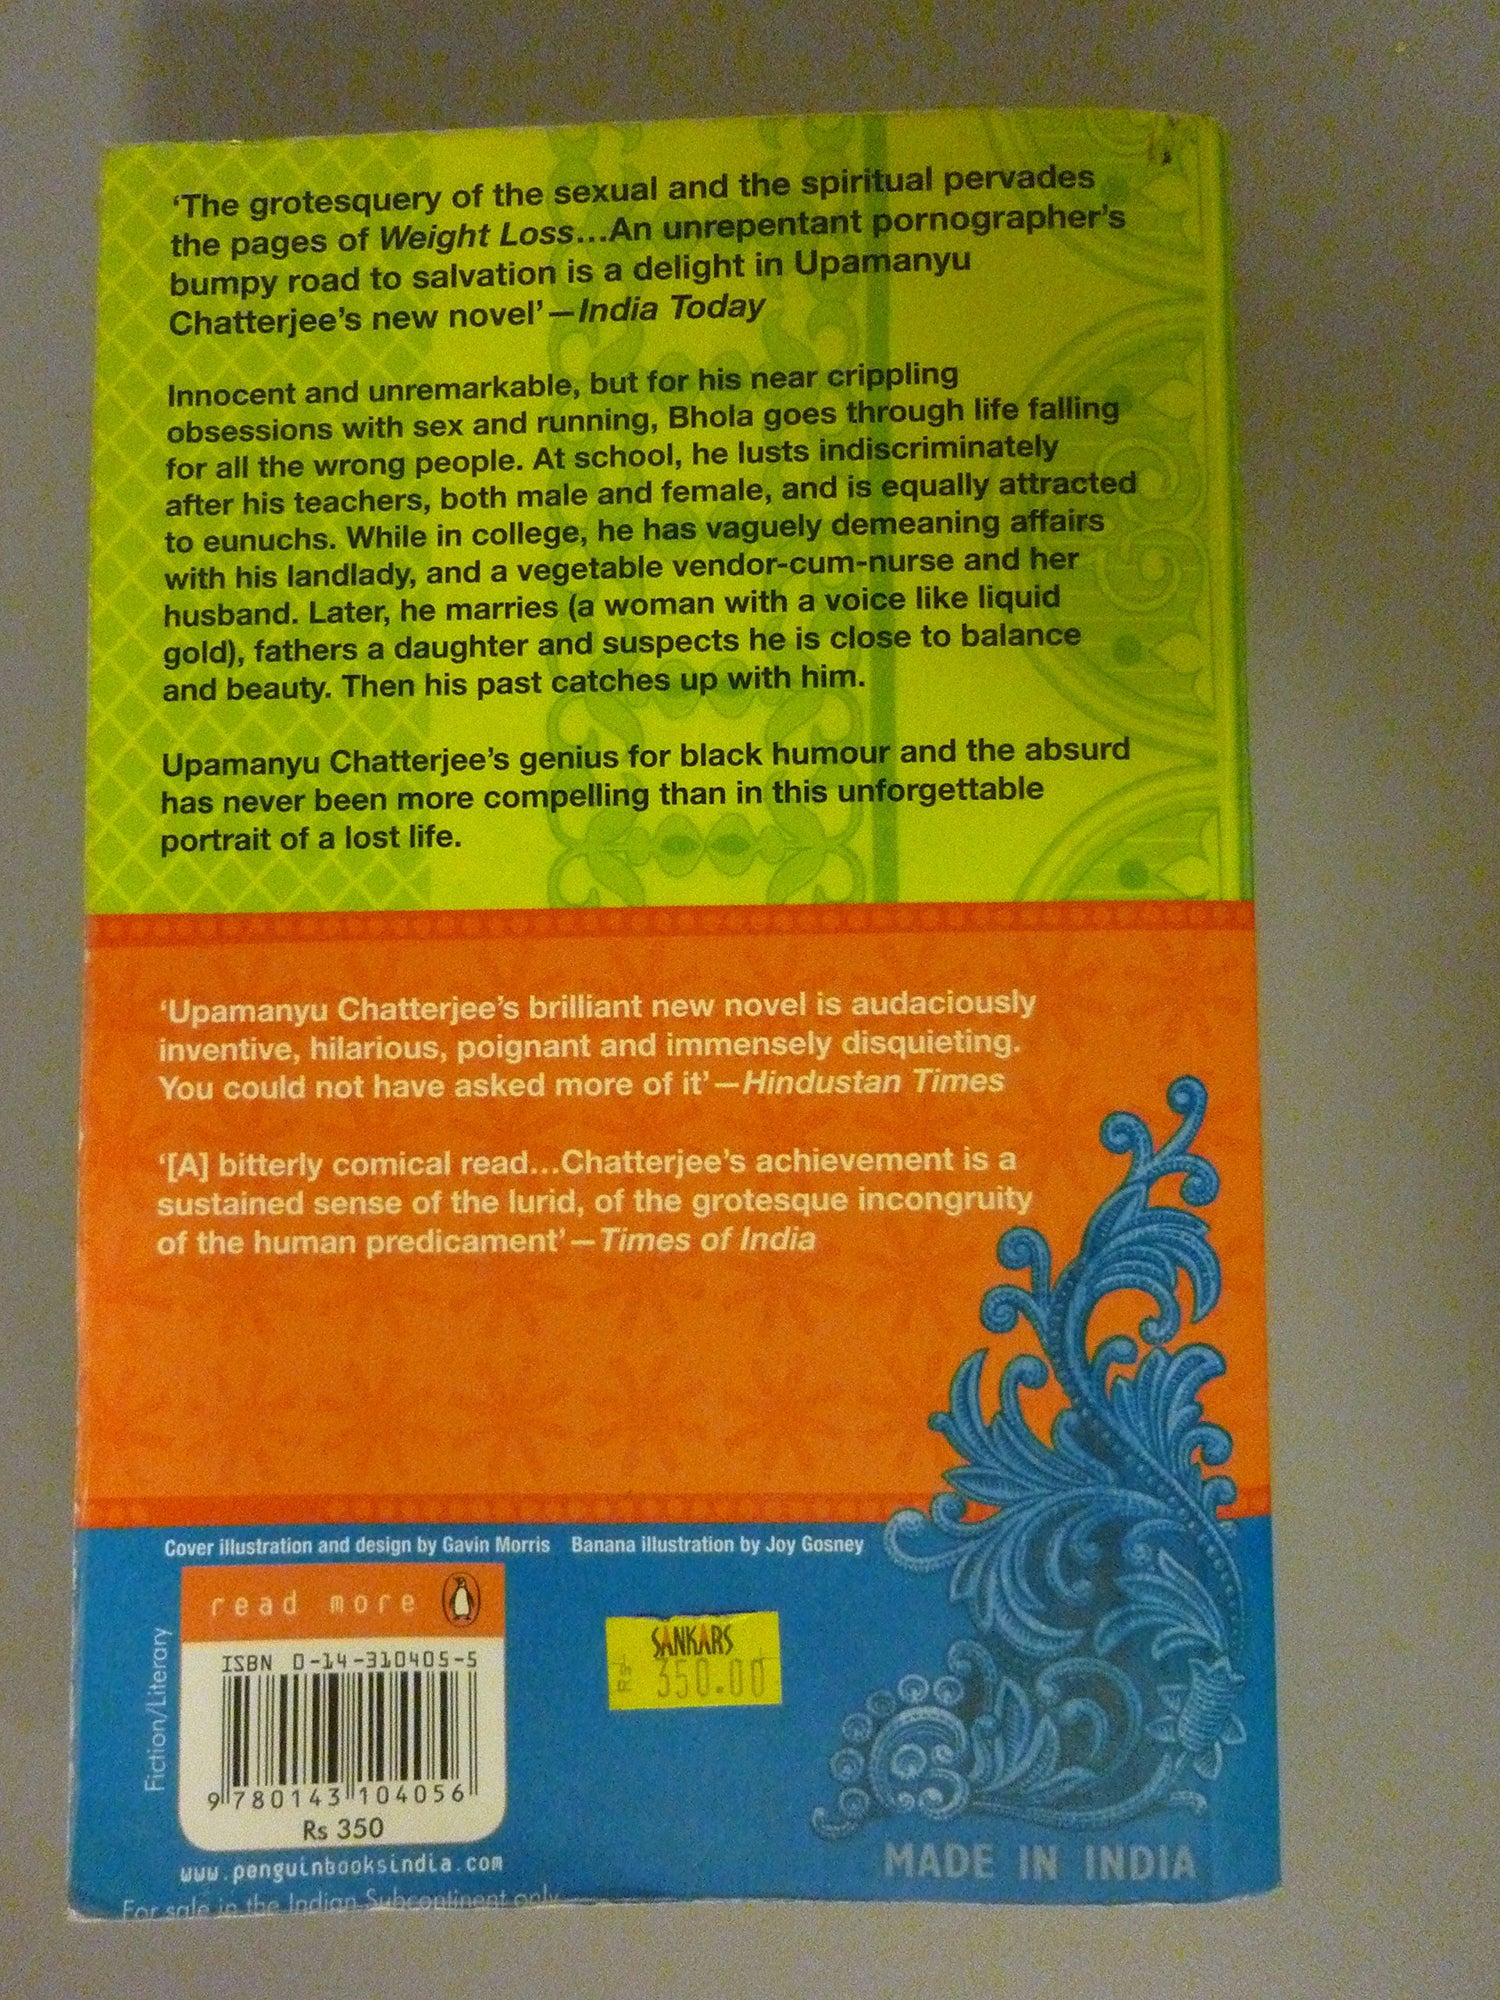 ‘The grotesquery of the sexual and the spiritual pervades
the pages of Weight Loss...An unrepentant pornographer’s
bumpy road to salvation is a delight in Upamanyu
Chatterjee’s new novel’—India Today
Innocent and unremarkable, but for his near crippling
obsessions with sex and running, Bhola goes through life falling
for all the wrong people. At school, he lusts indiscriminately
after his teachers, both male and female, and is equally attracted
to eunuchs. While in college, he has vaguely demeaning affairs
with his landlady, and a vegetable vendor-cum-nurse and her
husband. Later, he marries (a woman with a voice like liquid
gold), fathers a daughter and suspects he is close to balance
and beauty. Then his past catches up with him.
Upamanyu Chatterjee’s genius for black humour and the absurd
has never been more compelling than in this unforgettable
portrait of a lost life.
‘Upamanyu Chatterjee’s brilliant new novel is audaciously
inventive, hilarious, poignant and immensely disquieting.
You could not have asked more of it’—Hindustan Times
‘[A] bitterly comical read...Chatterjee’s achievement is a
sustained sense of the lurid, of the grotesque incongruity
of the human predicament’—Times of India
Cover illustration and design by Gavin Morris Banana illustration by Joy Gosney
read more
ISBN 0-14-310405-5
9 780143 104056
Rs 350
Fiction/Literary
SANKARS
350.00
www.penguinbooksindia.com
MADE IN INDIA
For sale in the Indian Subcontinent only